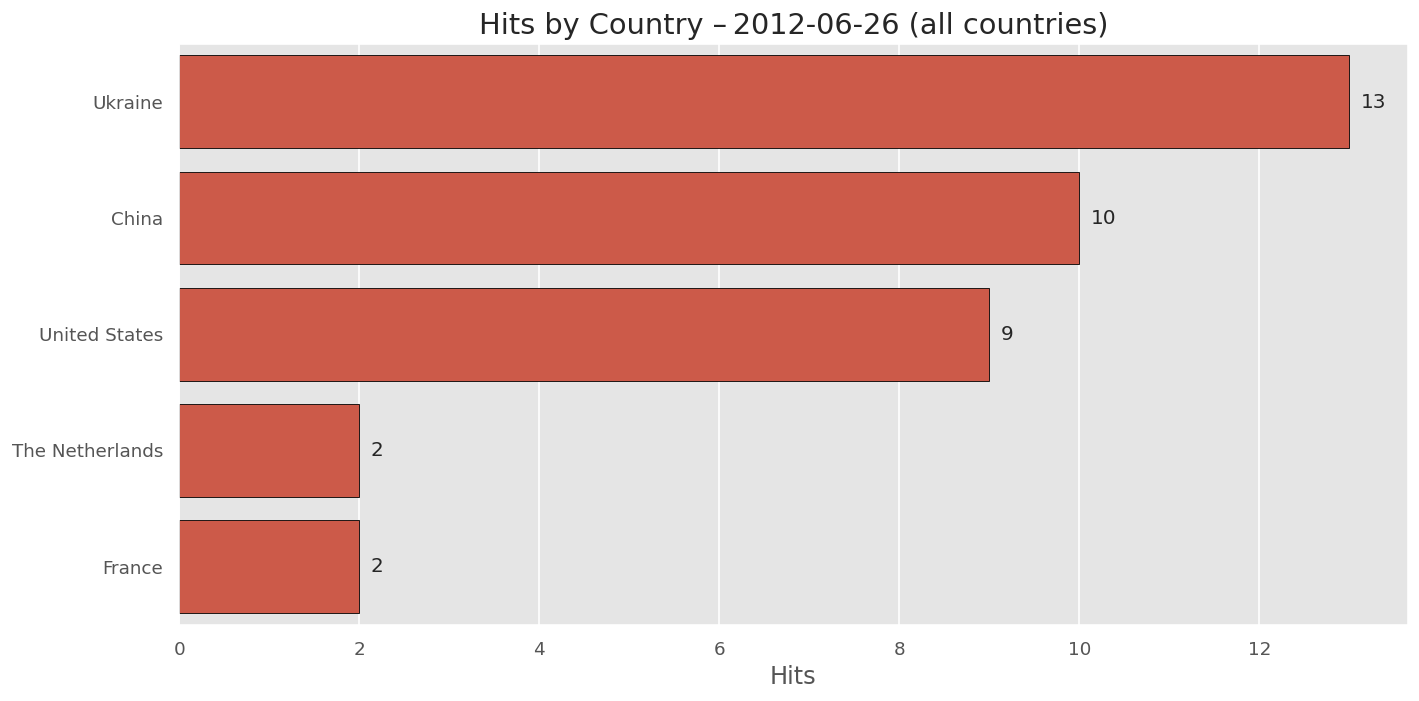 Hits by Country – 2012-06-26 (all countries)
Ukraine 13
China 10
United States 9
The Netherlands 2
France 2
0 2 4 6 8 10 12
Hits